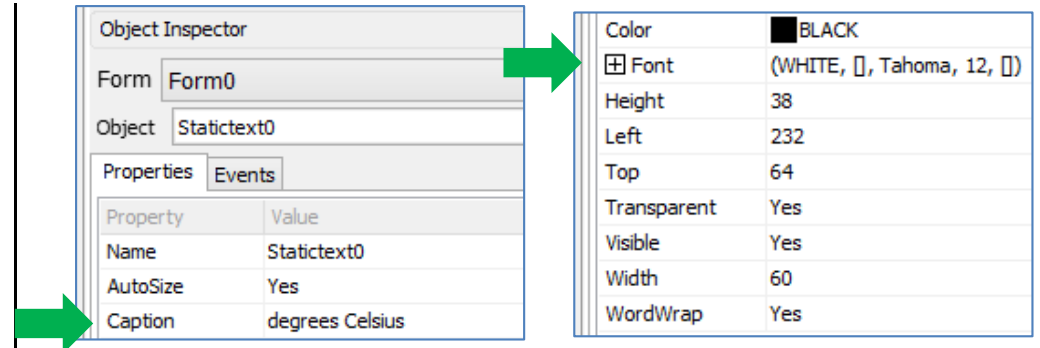 Object Inspector
Form Form0
Object Statictext0
Properties Events
Property Value
Name Statictext0
AutoSize Yes
Caption degrees Celsius
Color BLACK
Font (WHITE, [], Tahoma, 12, [])
Height 38
Left 232
Top 64
Transparent Yes
Visible Yes
Width 60
WordWrap Yes